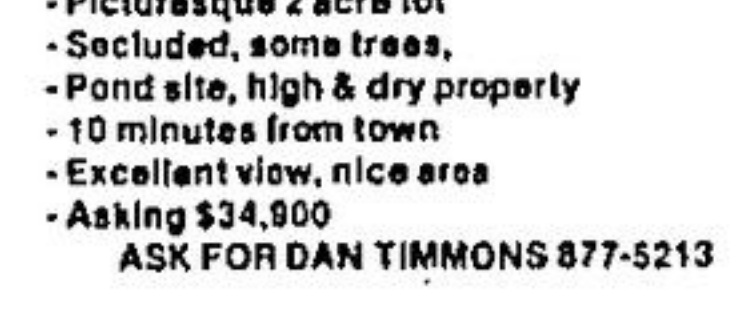 - Picturesque 2 acre lot
- Secluded, some trees,
- Pond site, high & dry property
- 10 minutes from town
- Excellent view, nice area
- Asking $34,900
ASK FOR DAN TIMMONS 877-5213